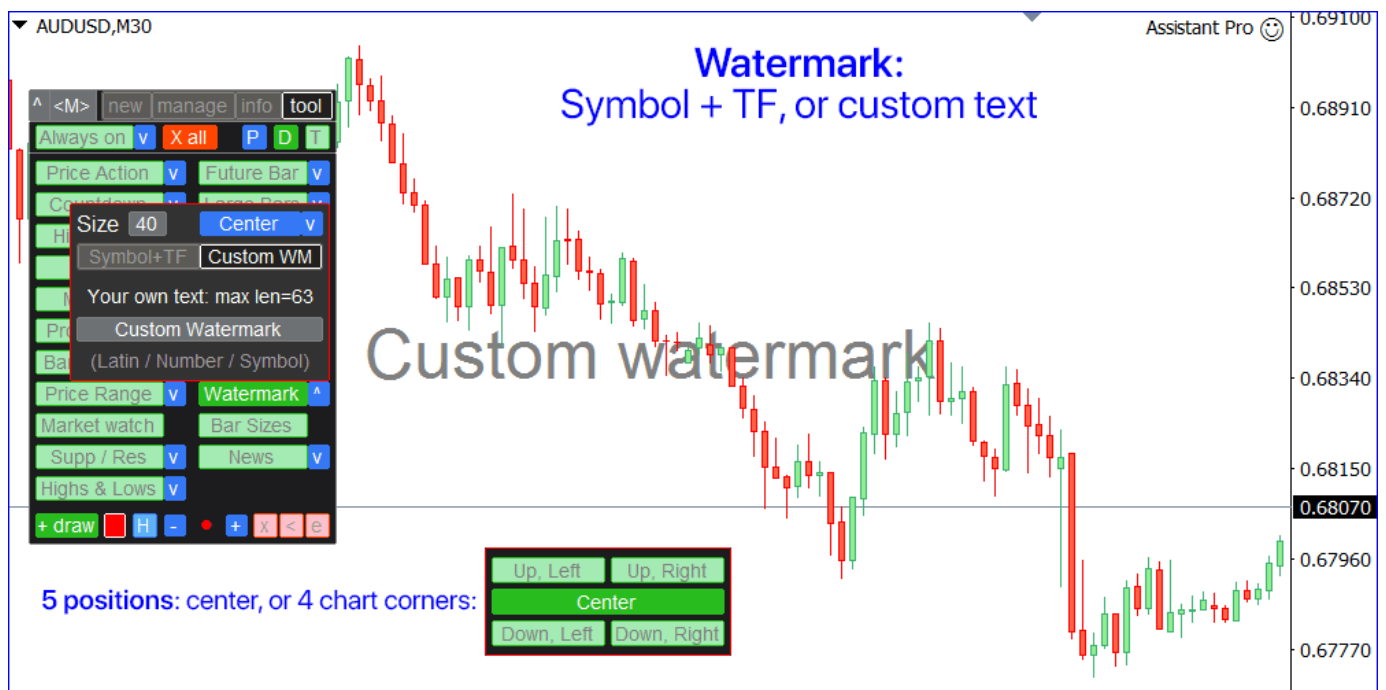 AUDUSD,M30
Assistant Pro
Watermark:
Symbol + TF, or custom text
^ <M> new manage info tool
Always on v X all P D T
Price Action v Future Bar v
Size 40 Center v
Symbol+TF Custom WM
Your own text: max len=63
Custom Watermark
(Latin / Number / Symbol)
Price Range v Watermark ^
Market watch Bar Sizes
Supp / Res v News v
Highs & Lows v
+ draw H - + x < e
Custom watermark
5 positions: center, or 4 chart corners:
Up, Left Up, Right
Center
Down, Left Down, Right
0.69100
0.68910
0.68720
0.68530
0.68340
0.68150
0.68070
0.67960
0.67770